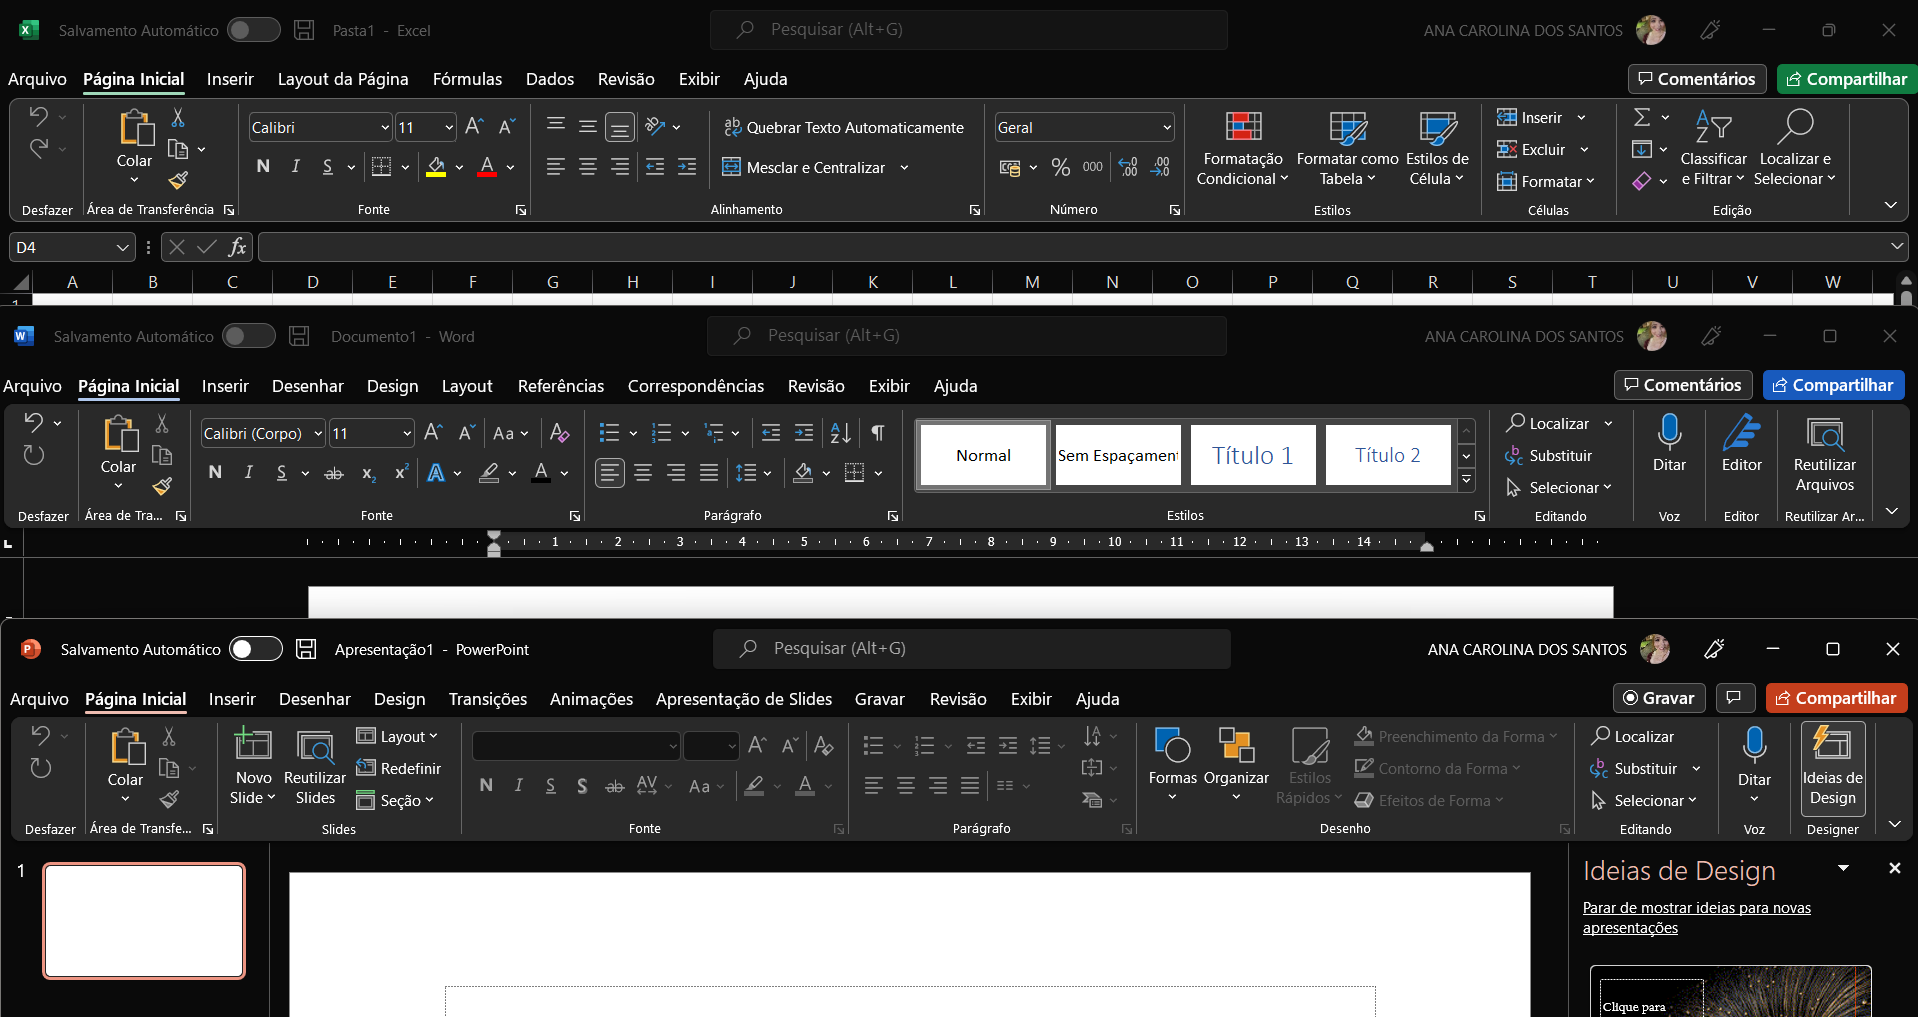 Salvamento Automático Pasta1 - Excel Pesquisar (Alt+G) ANA CAROLINA DOS SANTOS
Arquivo Página Inicial Inserir Layout da Página Fórmulas Dados Revisão Exibir Ajuda Comentários Compartilhar
Colar Calibri 11 Quebrar Texto Automaticamente Geral Inserir
N I S Mesclar e Centralizar % 000 Formatação Condicional Formatar como Tabela Estilos de Célula Excluir Classificar e Filtrar Localizar e Selecionar
Formatar
Desfazer Área de Transferência Fonte Alinhamento Número Estilos Células Edição
D4 fx
A B C D E F G H I J K L M N O P Q R S T U V W
1
Salvamento Automático Documento1 - Word Pesquisar (Alt+G) ANA CAROLINA DOS SANTOS
Arquivo Página Inicial Inserir Desenhar Design Layout Referências Correspondências Revisão Exibir Ajuda Comentários Compartilhar
Colar Calibri (Corpo) 11 Aa Normal Sem Espaçament Título 1 Título 2 Localizar
N I S ab x₂ x² A Substituir Ditar Editor Reutilizar Arquivos
Selecionar
Desfazer Área de Tra... Fonte Parágrafo Estilos Editando Voz Editor Reutilizar Ar...
1 2 3 4 5 6 7 8 9 10 11 12 13 14
Salvamento Automático Apresentação1 - PowerPoint Pesquisar (Alt+G) ANA CAROLINA DOS SANTOS
Arquivo Página Inicial Inserir Desenhar Design Transições Animações Apresentação de Slides Gravar Revisão Exibir Ajuda Gravar Compartilhar
Colar Novo Slide Reutilizar Slides Layout Preenchimento da Forma Localizar
Redefinir Formas Organizar Estilos Rápidos Contorno da Forma Substituir Ditar Ideias de Design
Seção N I S S ab AV Aa A Efeitos de Forma Selecionar
Desfazer Área de Transfe... Slides Fonte Parágrafo Desenho Editando Voz Designer
1
Ideias de Design
Parar de mostrar ideias para novas
apresentações
Clique para